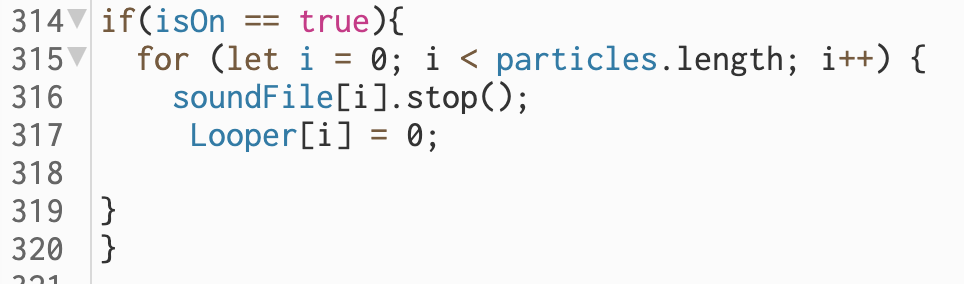 314 if(isOn == true){
315   for (let i = 0; i < particles.length; i++) {
316     soundFile[i].stop();
317      Looper[i] = 0;
318
319 }
320 }
321